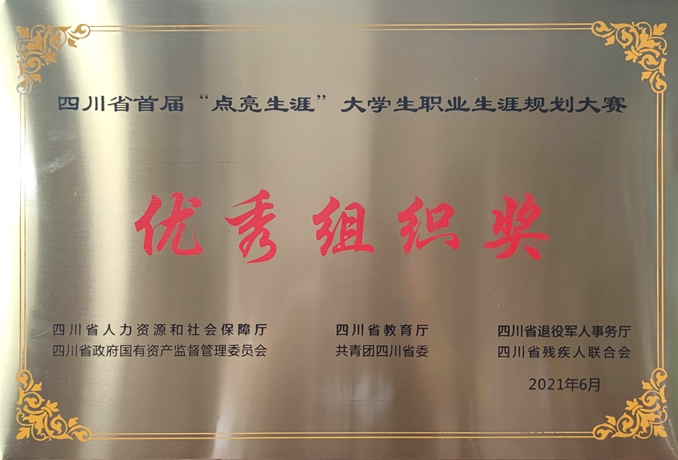 四川省首届“点亮生涯”大学生职业生涯规划大赛
优秀组织奖
四川省人力资源和社会保障厅 四川省教育厅 四川省退役军人事务厅
四川省政府国有资产监督管理委员会 共青团四川省委 四川省残疾人联合会
2021年6月